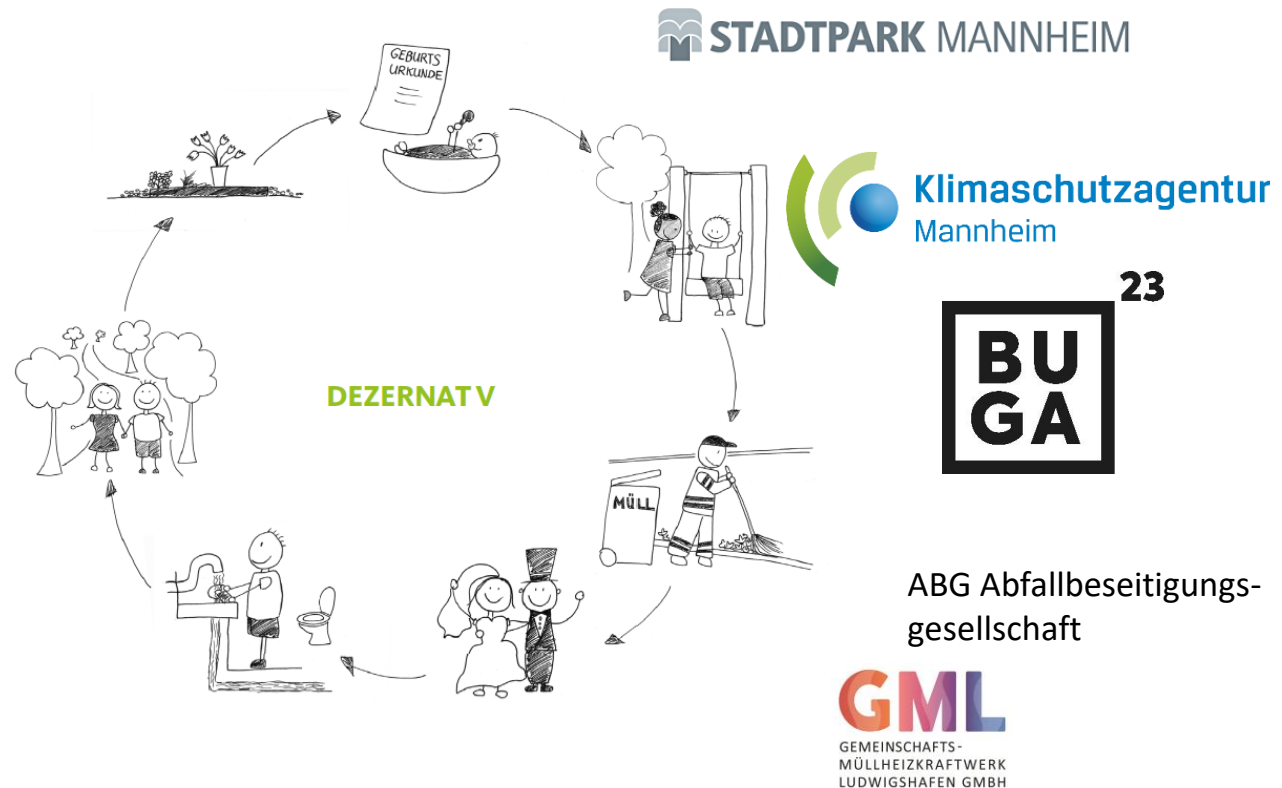 STADTPARK MANNHEIM
GEBURTS
URKUNDE
Klimaschutzagentur
Mannheim
23
BU
GA
DEZERNAT V
MÜLL
ABG Abfallbeseitigungs-
gesellschaft
GML
GEMEINSCHAFTS-
MÜLLHEIZKRAFTWERK
LUDWIGSHAFEN GMBH